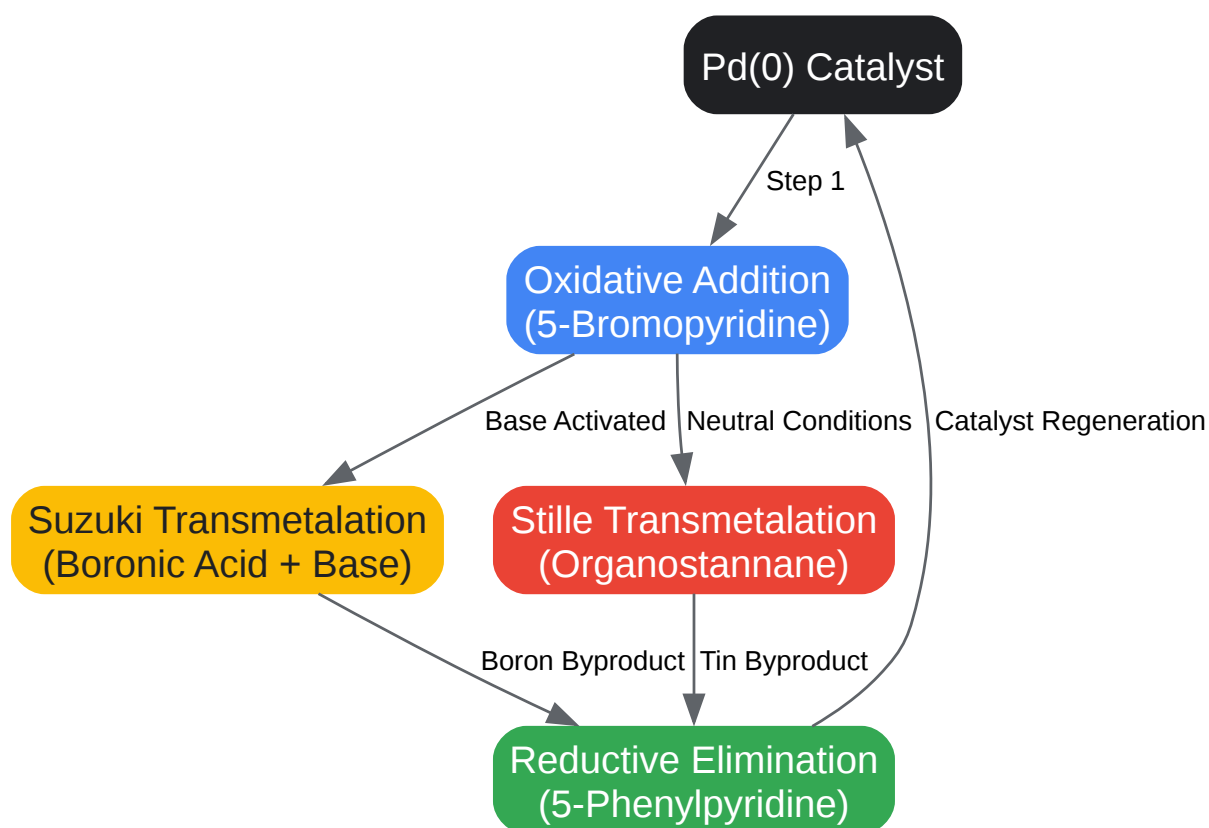 Pd(0) Catalyst
Step 1
Oxidative Addition
(5-Bromopyridine)
Base Activated
Neutral Conditions
Catalyst Regeneration
Suzuki Transmetalation
(Boronic Acid + Base)
Stille Transmetalation
(Organostannane)
Boron Byproduct
Tin Byproduct
Reductive Elimination
(5-Phenylpyridine)